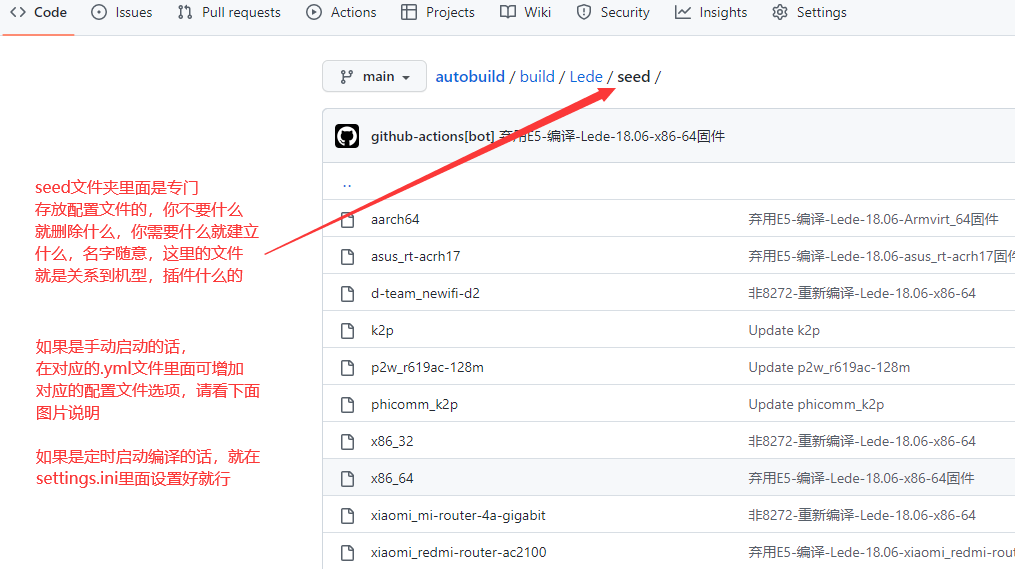 Code Issues Pull requests Actions Projects Wiki Security Insights Settings
main autobuild / build / Lede / seed /
github-actions[bot] 弃用E5-编译-Lede-18.06-x86-64固件
..
seed文件夹里面是专门
存放配置文件的，你不要什么
就删除什么，你需要什么就建立
什么，名字随意，这里的文件
就是关系到机型，插件什么的
如果是手动启动的话，
在对应的.yml文件里面可增加
对应的配置文件选项，请看下面
图片说明
如果是定时启动编译的话，就在
settings.ini里面设置好就行
aarch64 弃用E5-编译-Lede-18.06-Armvirt_64固件
asus_rt-acrh17 弃用E5-编译-Lede-18.06-asus_rt-acrh17固件
d-team_newifi-d2 非8272-重新编译-Lede-18.06-x86-64
k2p Update k2p
p2w_r619ac-128m Update p2w_r619ac-128m
phicomm_k2p Update phicomm_k2p
x86_32 非8272-重新编译-Lede-18.06-x86-64
x86_64 弃用E5-编译-Lede-18.06-x86-64固件
xiaomi_mi-router-4a-gigabit 非8272-重新编译-Lede-18.06-x86-64
xiaomi_redmi-router-ac2100 弃用E5-编译-Lede-18.06-xiaomi_redmi-rout